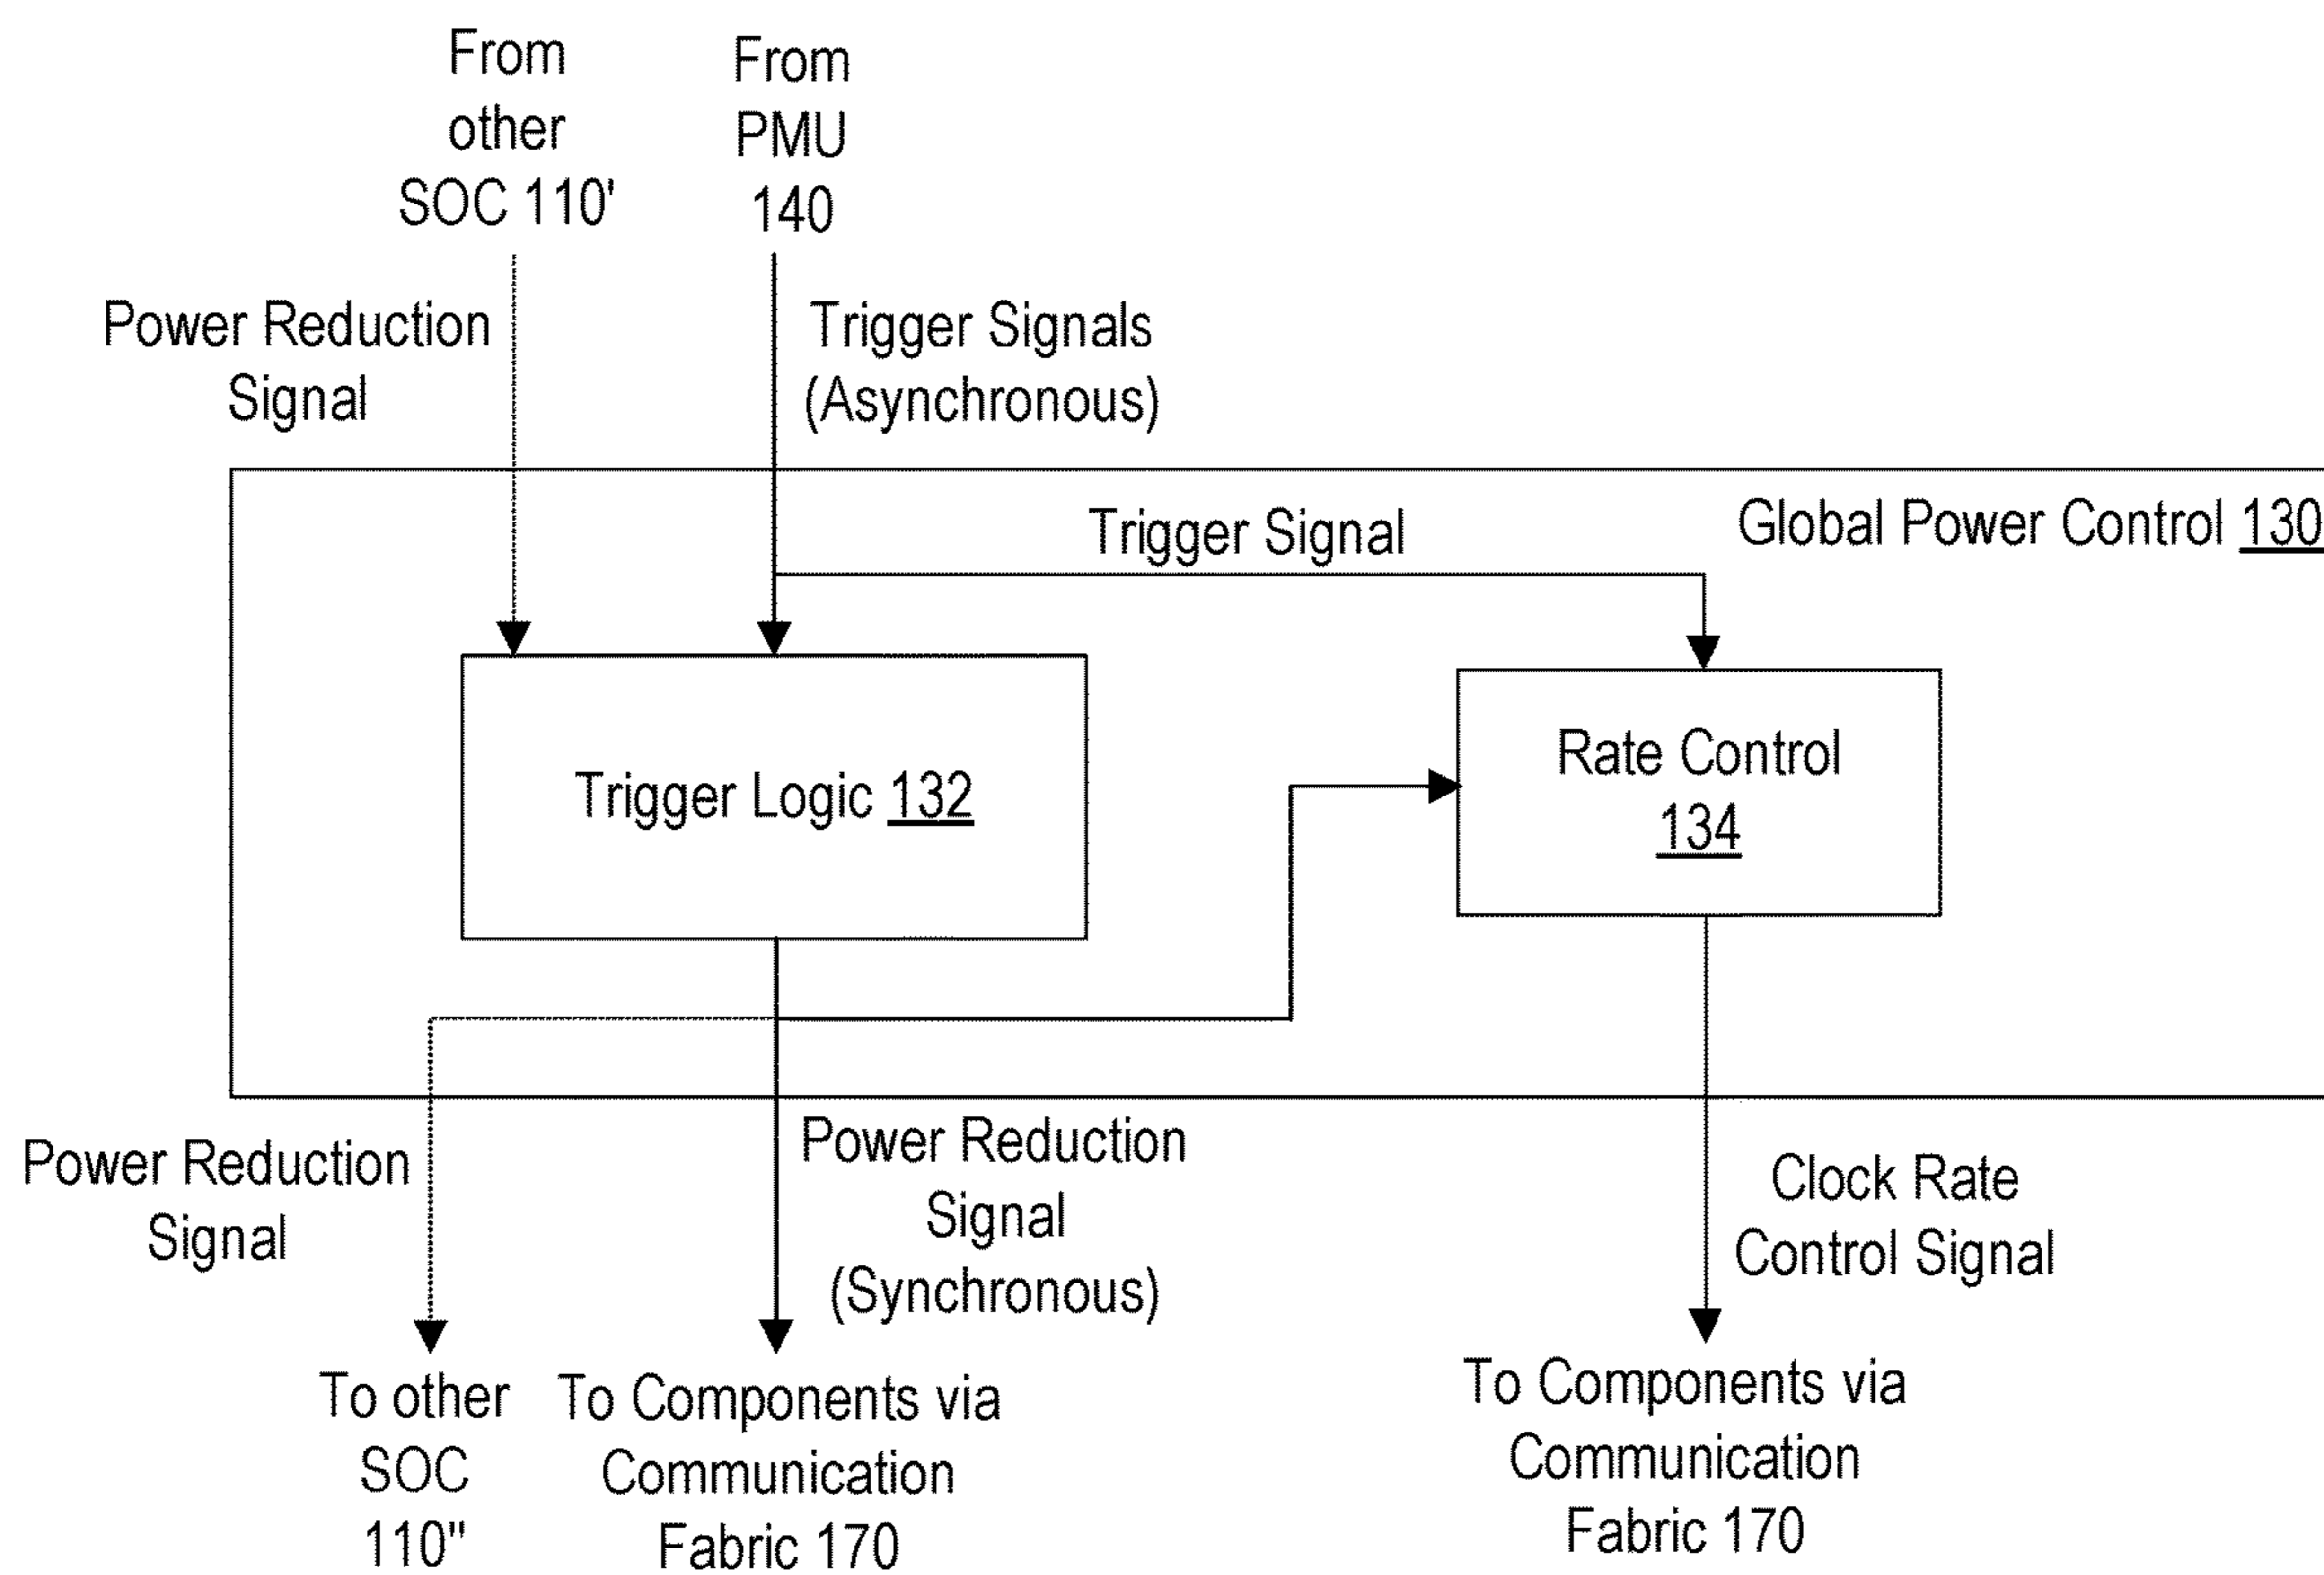 From
other
SOC 110'
From
PMU
140
Power Reduction
Signal
Trigger Signals
(Asynchronous)
Trigger Signal
Global Power Control 130
Trigger Logic 132
Rate Control
134
Power Reduction
Signal
Power Reduction
Signal
(Synchronous)
Clock Rate
Control Signal
To other
SOC
110"
To Components via
Communication
Fabric 170
To Components via
Communication
Fabric 170